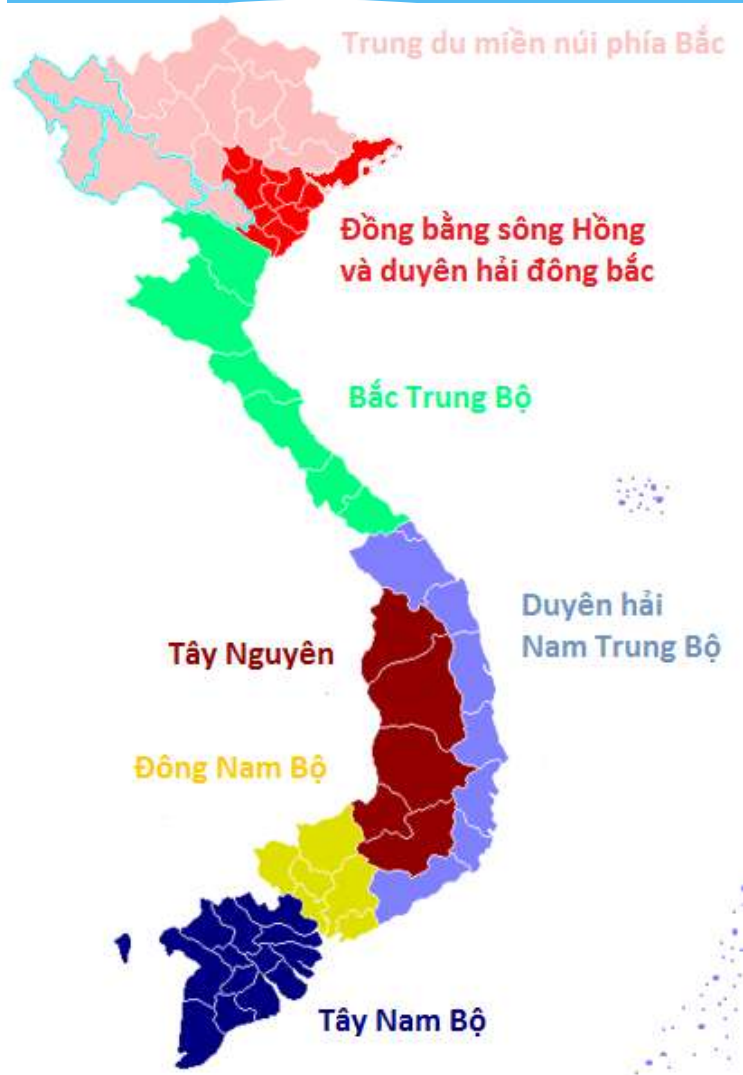 Trung du miền núi phía Bắc
Đồng bằng sông Hồng
và duyên hải đông bắc
Bắc Trung Bộ
Duyên hải
Nam Trung Bộ
Tây Nguyên
Đông Nam Bộ
Tây Nam Bộ